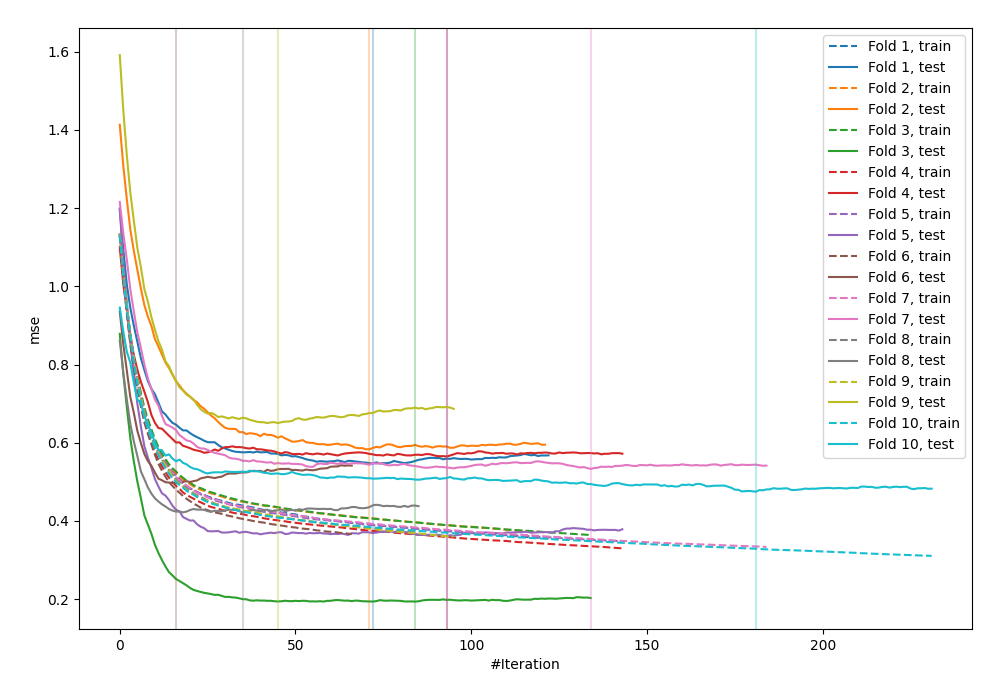 1.6
1.4
1.2
1.0
0.8
0.6
0.4
0.2
mse
0
50
100
150
200
#Iteration
Fold 1, train
Fold 1, test
Fold 2, train
Fold 2, test
Fold 3, train
Fold 3, test
Fold 4, train
Fold 4, test
Fold 5, train
Fold 5, test
Fold 6, train
Fold 6, test
Fold 7, train
Fold 7, test
Fold 8, train
Fold 8, test
Fold 9, train
Fold 9, test
Fold 10, train
Fold 10, test